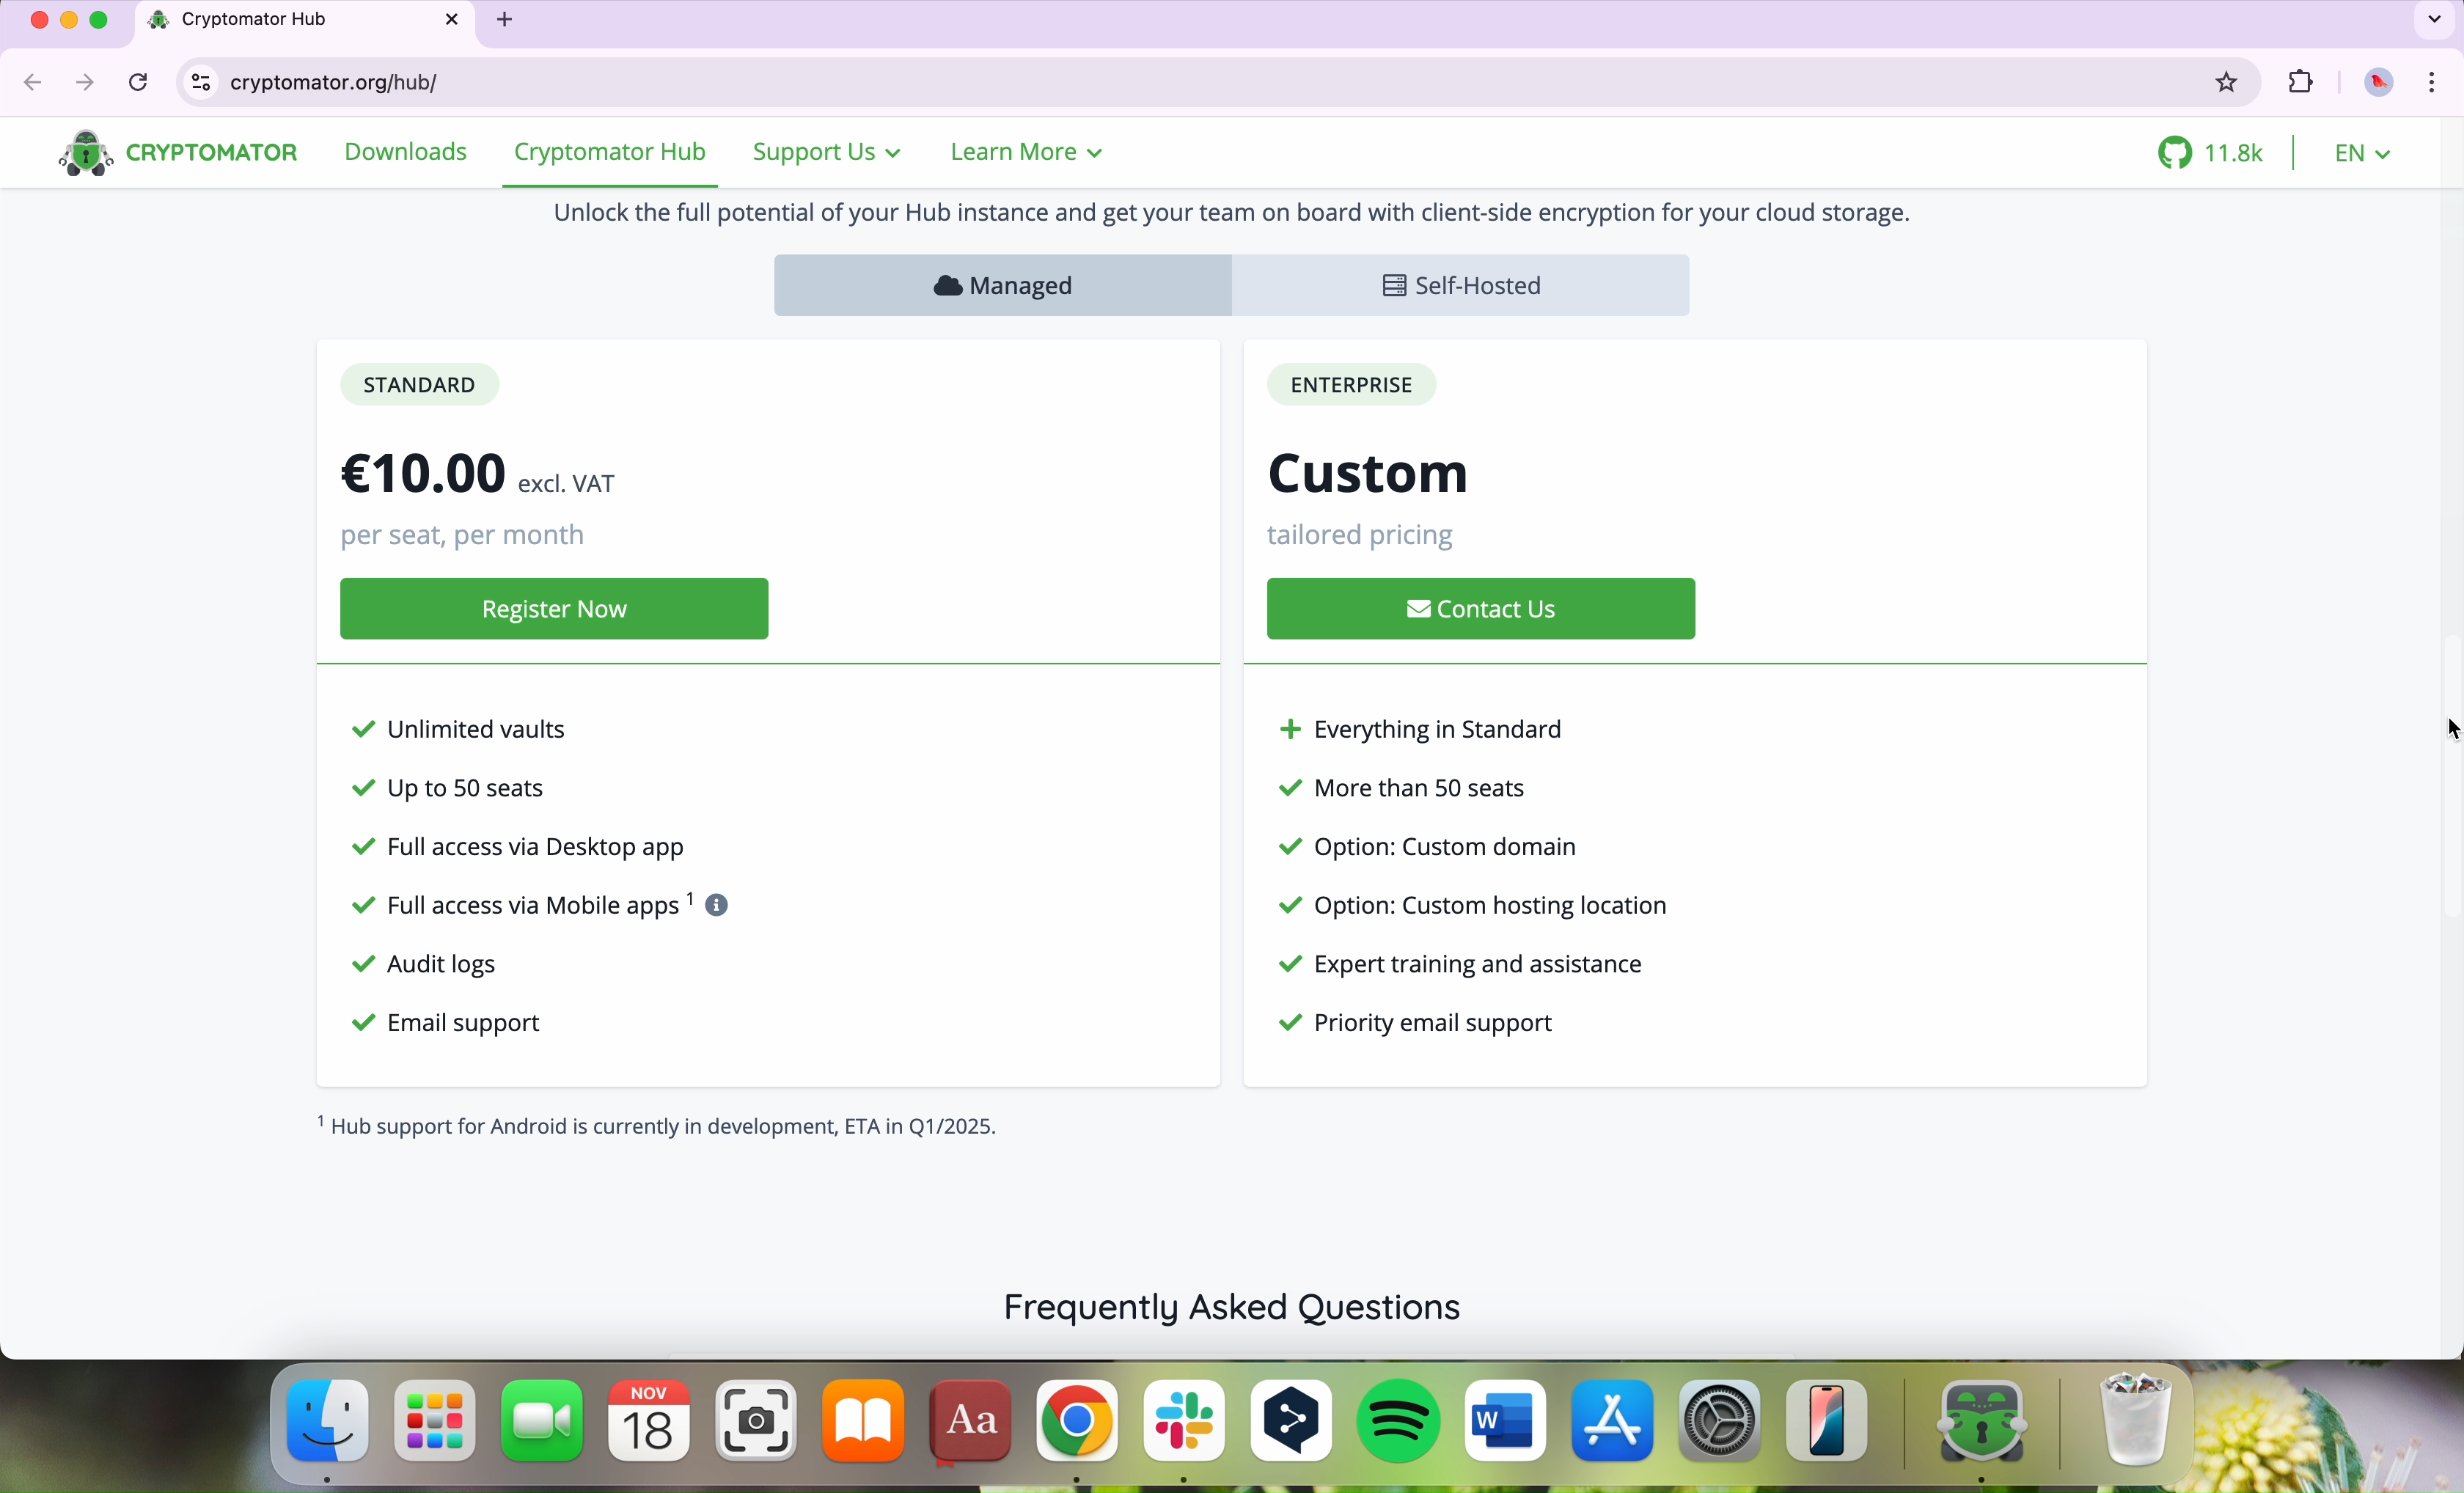 Cryptomator Hub
cryptomator.org/hub/
CRYPTOMATOR
Downloads
Cryptomator Hub
Support Us
Learn More
11.8k
EN
Unlock the full potential of your Hub instance and get your team on board with client-side encryption for your cloud storage.
Managed
Self-Hosted
STANDARD
€10.00 excl. VAT
per seat, per month
Register Now
Unlimited vaults
Up to 50 seats
Full access via Desktop app
Full access via Mobile apps 1
Audit logs
Email support
ENTERPRISE
Custom
tailored pricing
Contact Us
Everything in Standard
More than 50 seats
Option: Custom domain
Option: Custom hosting location
Expert training and assistance
Priority email support
1 Hub support for Android is currently in development, ETA in Q1/2025.
Frequently Asked Questions
NOV
18
Aa
W